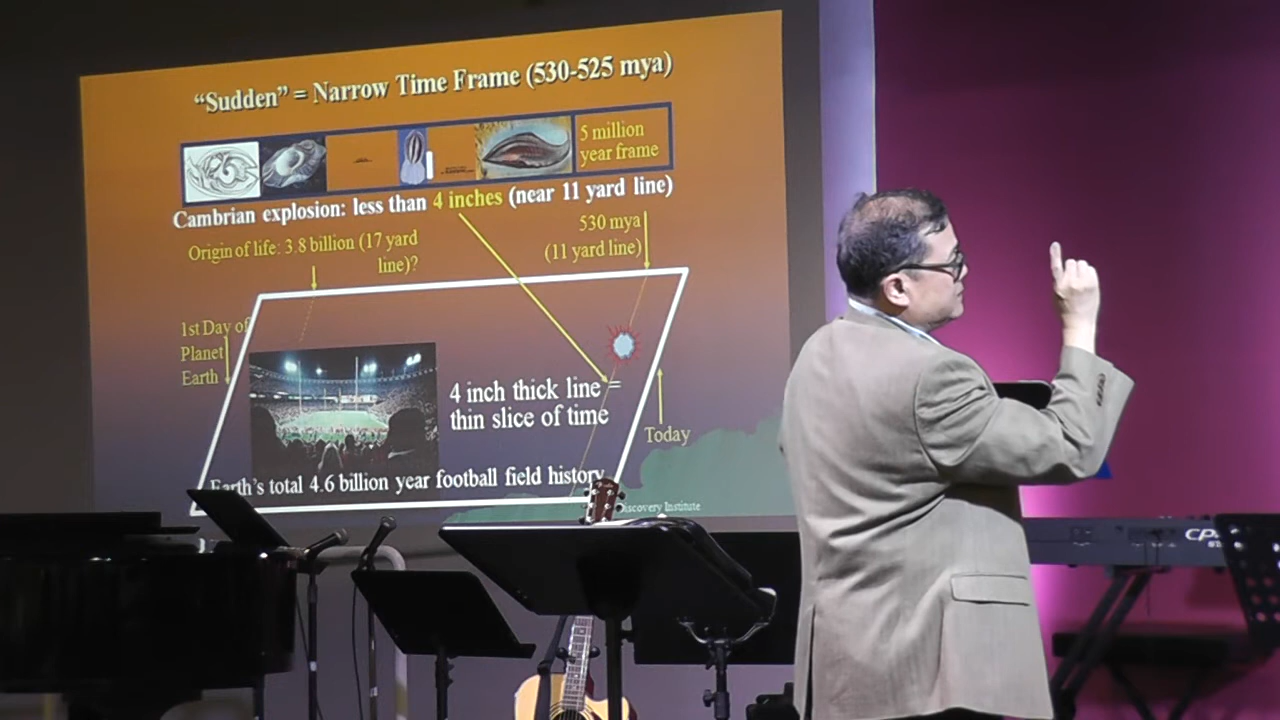 “Sudden” = Narrow Time Frame (530-525 mya)
5 million
year frame
Cambrian explosion: less than 4 inches (near 11 yard line)
Origin of life: 3.8 billion (17 yard
line)?
530 mya
(11 yard line)
1st Day of
Planet
Earth
4 inch thick line =
thin slice of time
Today
Earth's total 4.6 billion year football field history
Discovery Institute